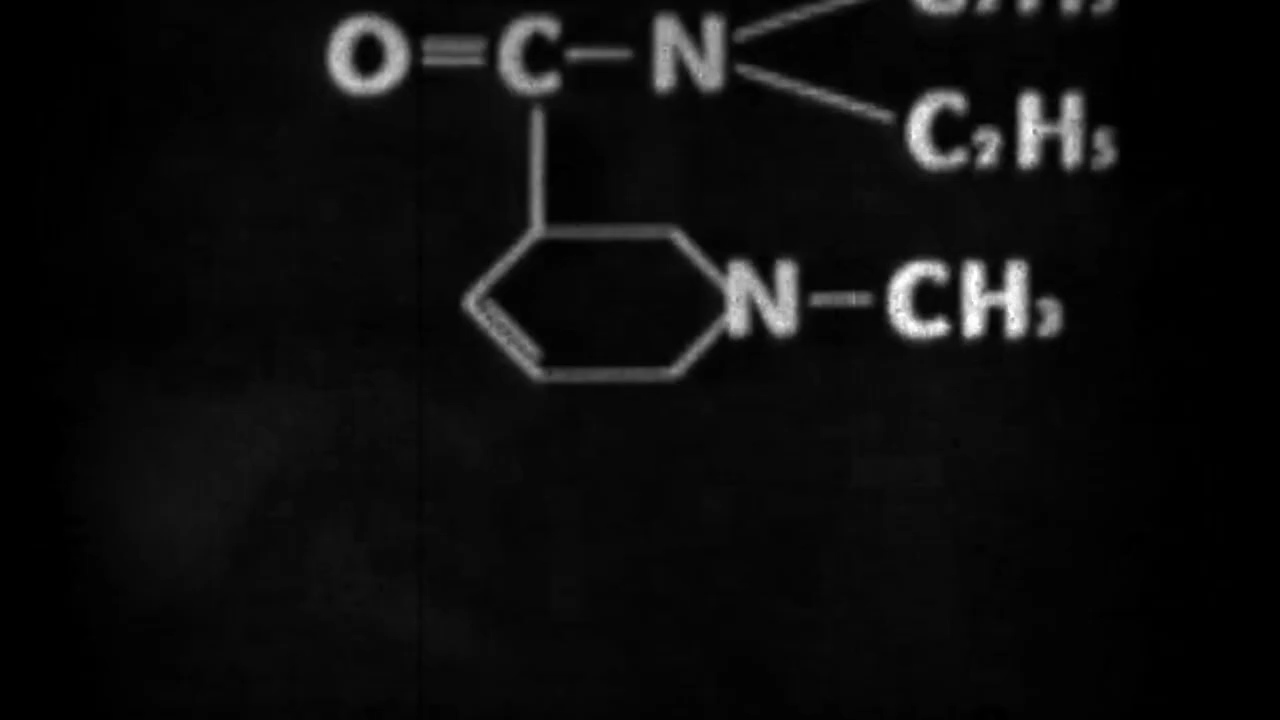 O=C—N
C₂H₅
N—CH₃